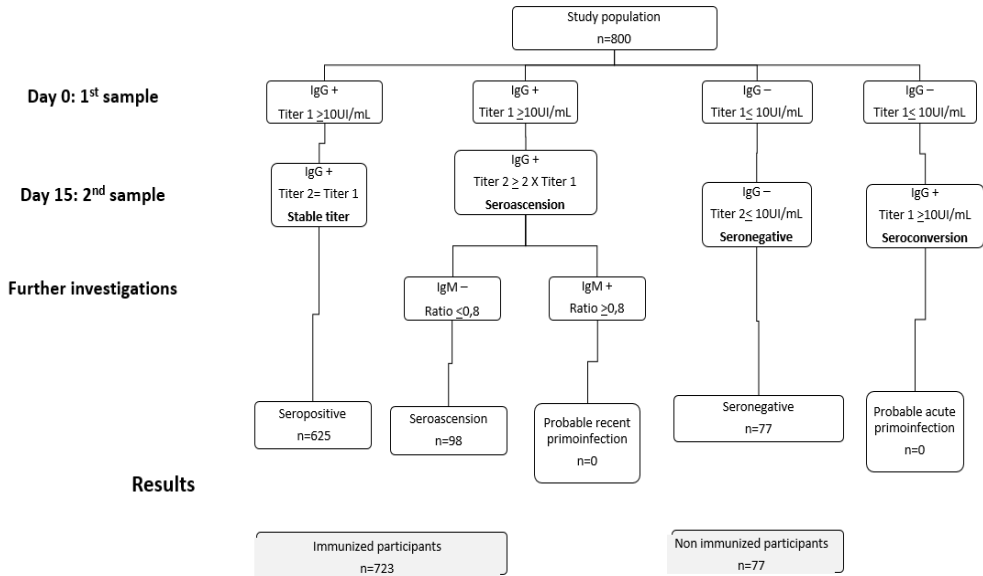 Study population
n=800
Day 0: 1st sample
IgG +
Titer 1 ≥10UI/mL
IgG +
Titer 1 ≥10UI/mL
IgG –
Titer 1≤ 10UI/mL
IgG –
Titer 1≤ 10UI/mL
Day 15: 2nd sample
IgG +
Titer 2= Titer 1
Stable titer
IgG +
Titer 2 ≥ 2 X Titer 1
Seroascension
IgG –
Titer 2≤ 10UI/mL
Seronegative
IgG +
Titer 1 ≥10UI/mL
Seroconversion
Further investigations
IgM –
Ratio ≤0,8
IgM +
Ratio ≥0,8
Seropositive
n=625
Seroascension
n=98
Probable recent
primoinfection
n=0
Seronegative
n=77
Probable acute
primoinfection
n=0
Results
Immunized participants
n=723
Non immunized participants
n=77